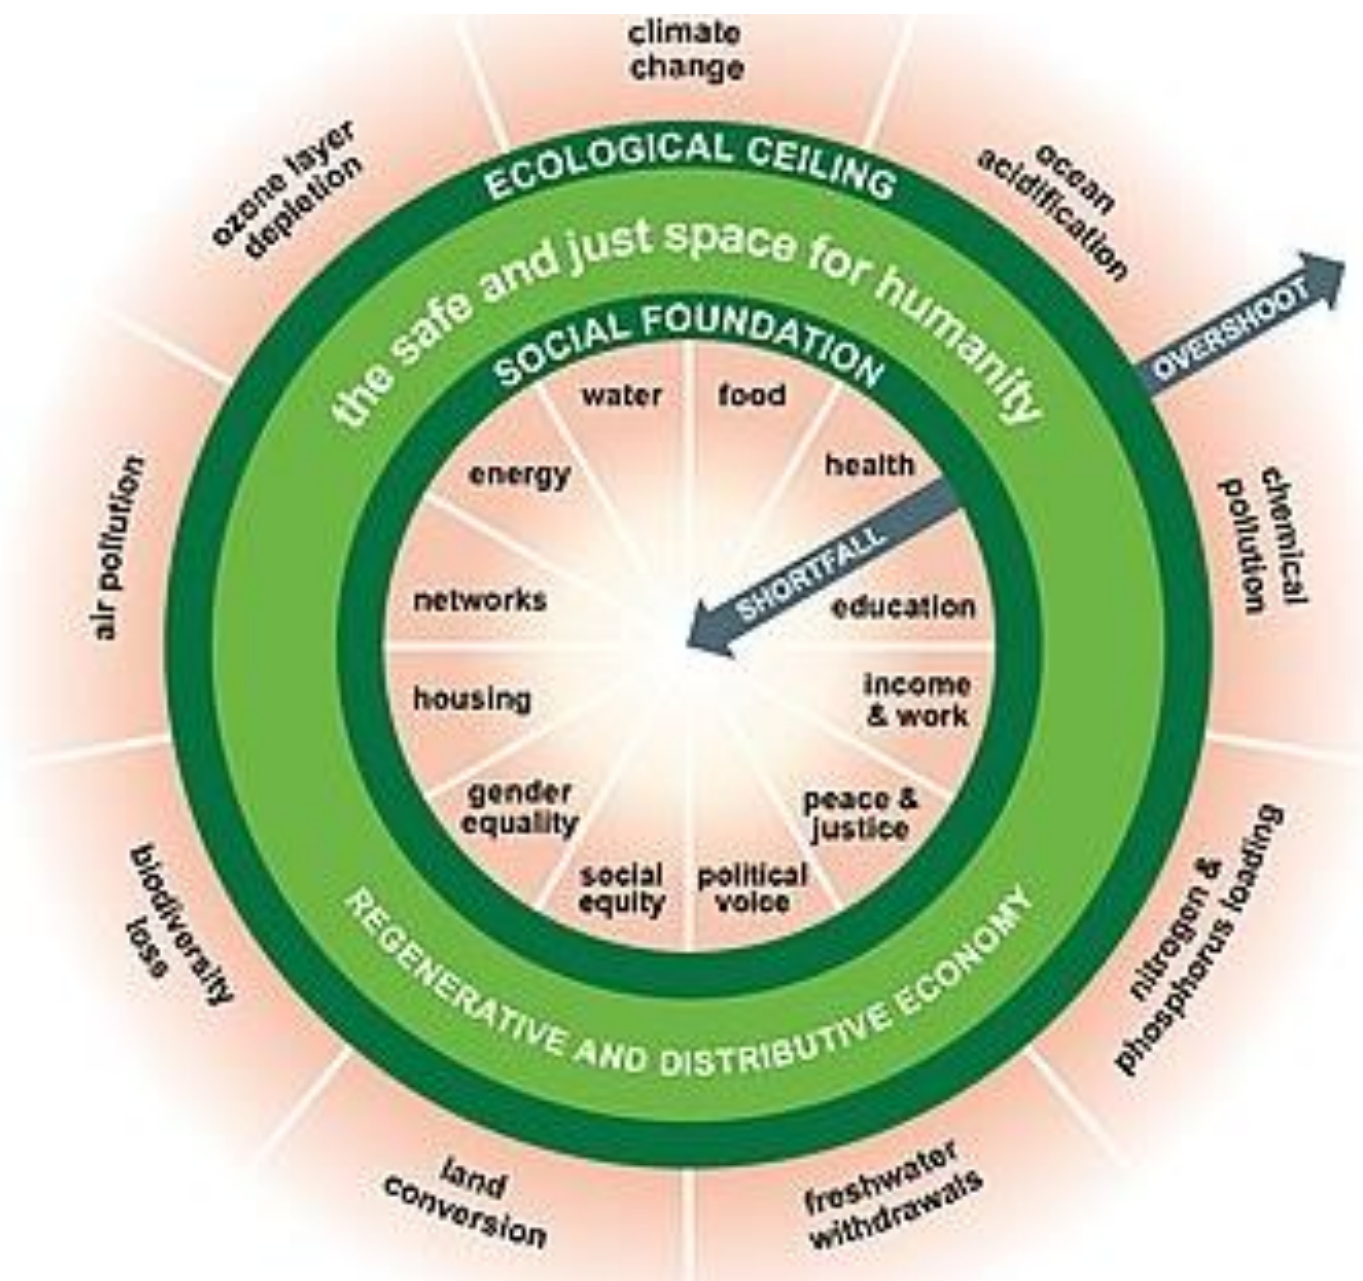 climate
change
ocean
acidification
OVERSHOOT
chemical
pollution
nitrogen &
phosphorus loading
freshwater
withdrawals
land
conversion
biodiversity
loss
air pollution
ozone layer
depletion
ECOLOGICAL CEILING
the safe and just space for humanity
SOCIAL FOUNDATION
water
food
health
SHORTFALL
education
income
& work
peace &
justice
political
voice
social
equity
gender
equality
housing
networks
energy
REGENERATIVE AND DISTRIBUTIVE ECONOMY